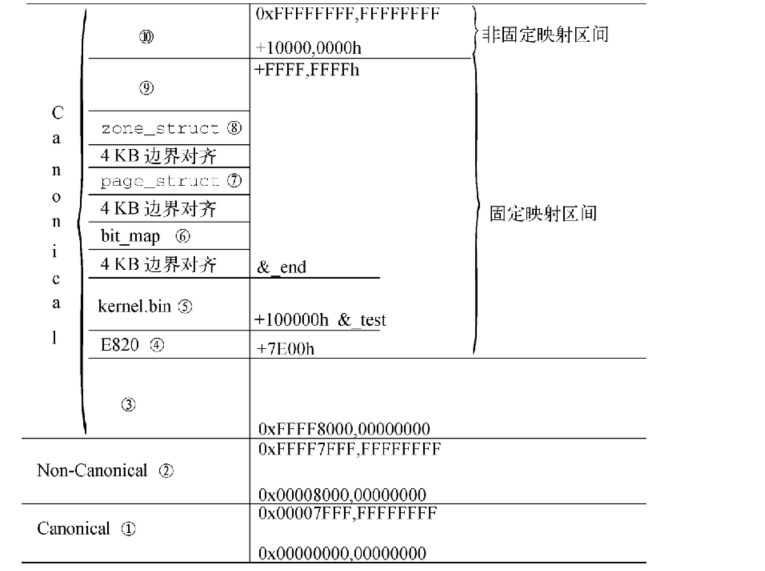 0xFFFFFFFF,FFFFFFFF
⑩
+10000,0000h
非固定映射区间
+FFFF,FFFFh
⑨
zone_struct ⑧
4 KB 边界对齐
page_struct ⑦
4 KB 边界对齐
bit_map ⑥
4 KB 边界对齐
&_end
kernel.bin ⑤
+100000h &_test
E820 ④
+7E00h
固定映射区间
③
0xFFFF8000,00000000
Canonical
0xFFFF7FFF,FFFFFFFF
Non-Canonical ②
0x00008000,00000000
0x00007FFF,FFFFFFFF
Canonical ①
0x00000000,00000000